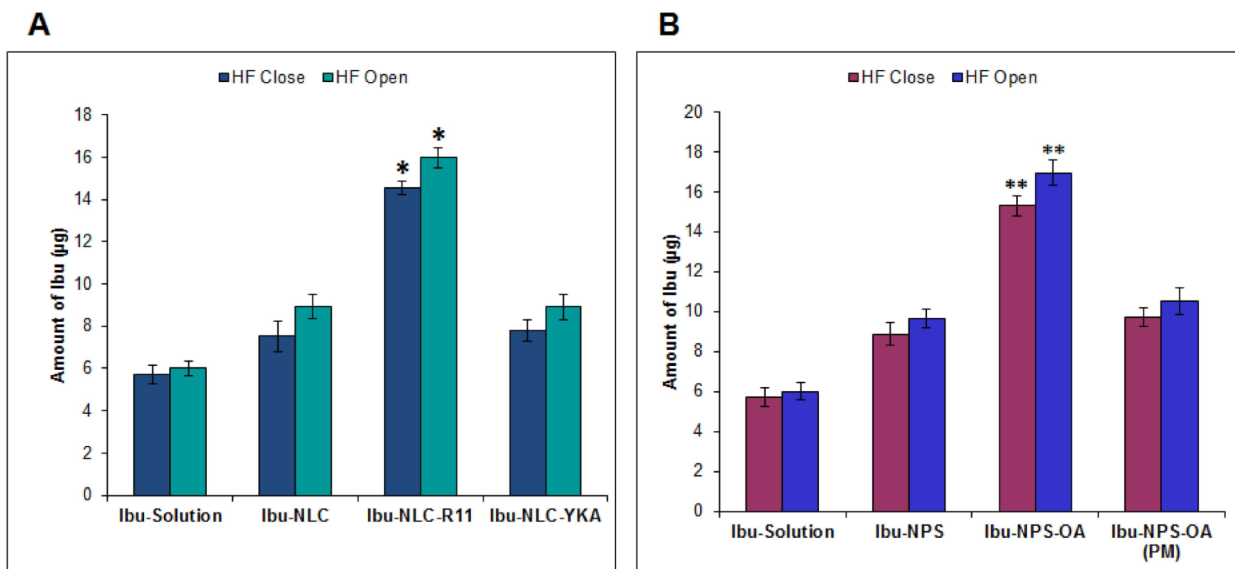 A
HF Close HF Open
Amount of Ibu (µg)
18
16
14
12
10
8
6
4
2
0
* *
Ibu-Solution Ibu-NLC Ibu-NLC-R11 Ibu-NLC-YKA
B
HF Close HF Open
Amount of Ibu (µg)
20
18
16
14
12
10
8
6
4
2
0
** **
Ibu-Solution Ibu-NPS Ibu-NPS-OA Ibu-NPS-OA
(PM)